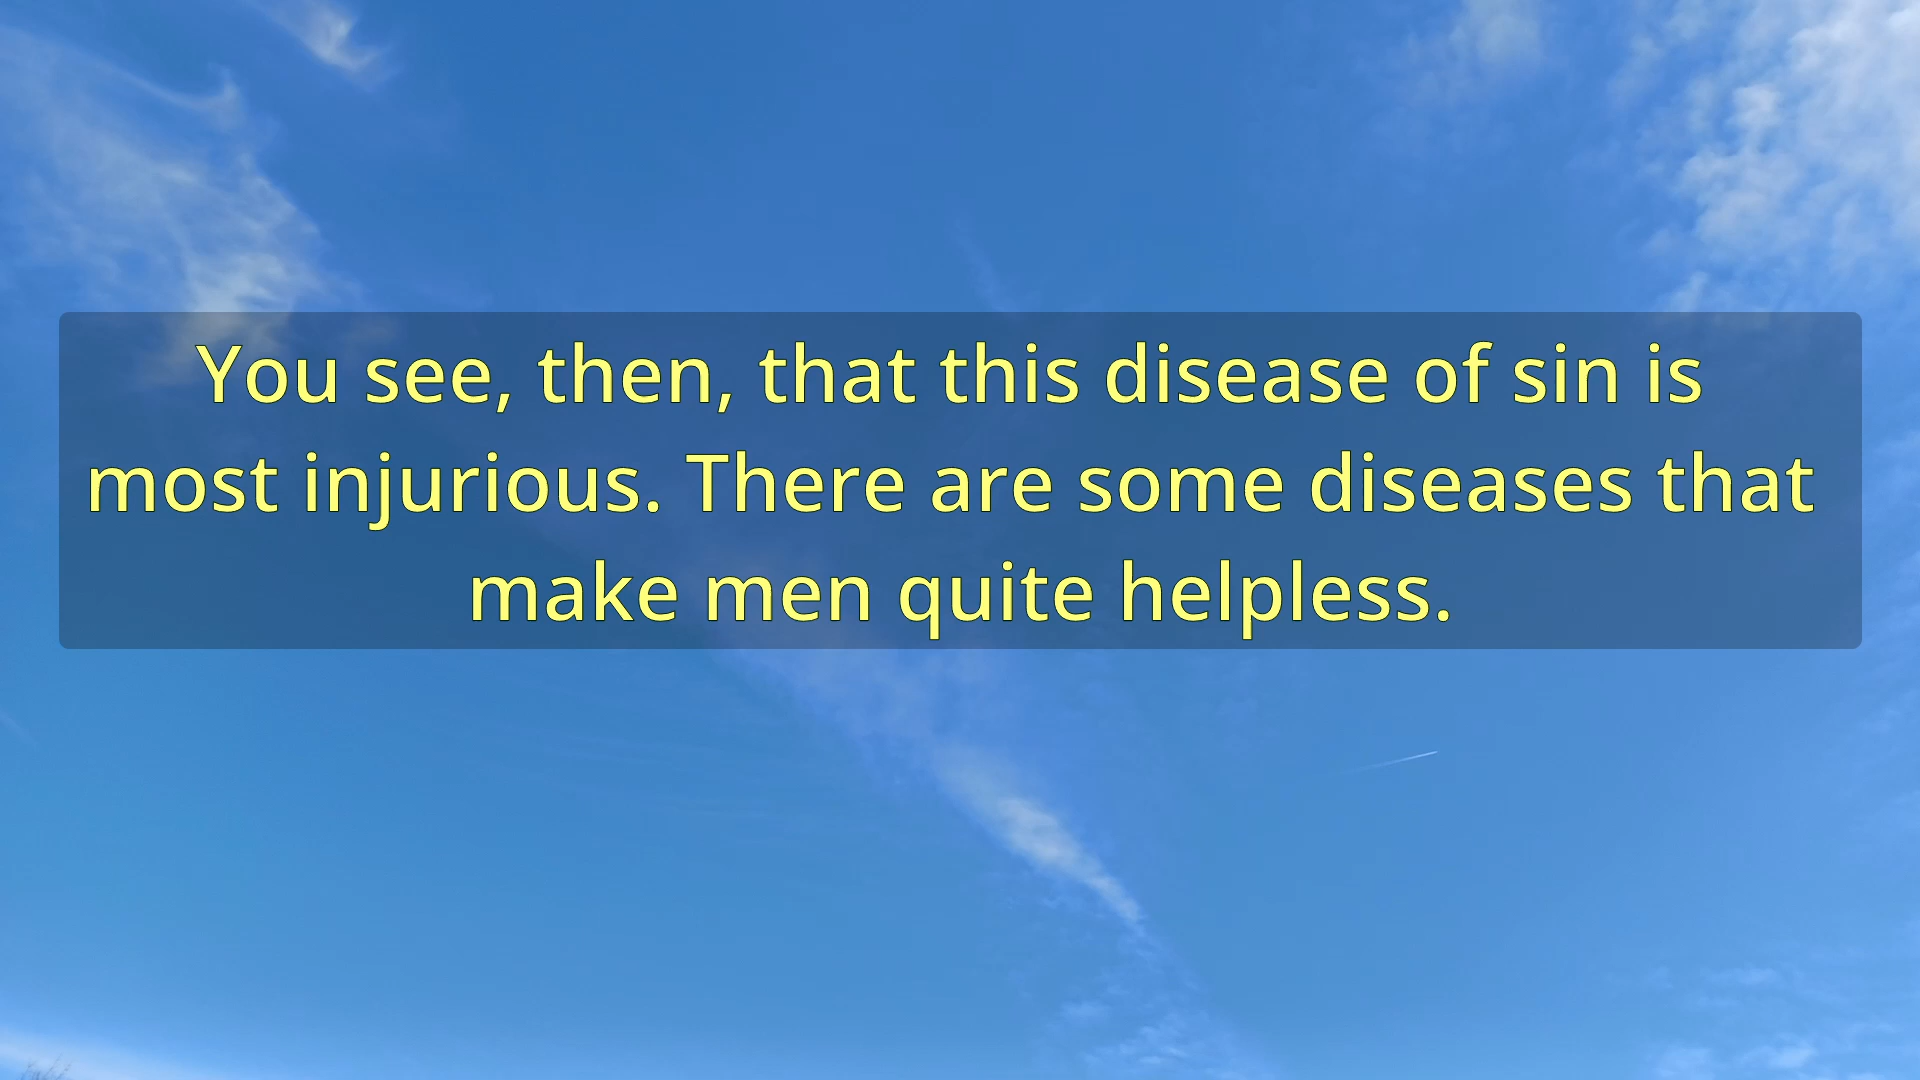 You see, then, that this disease of sin is
most injurious. There are some diseases that
make men quite helpless.